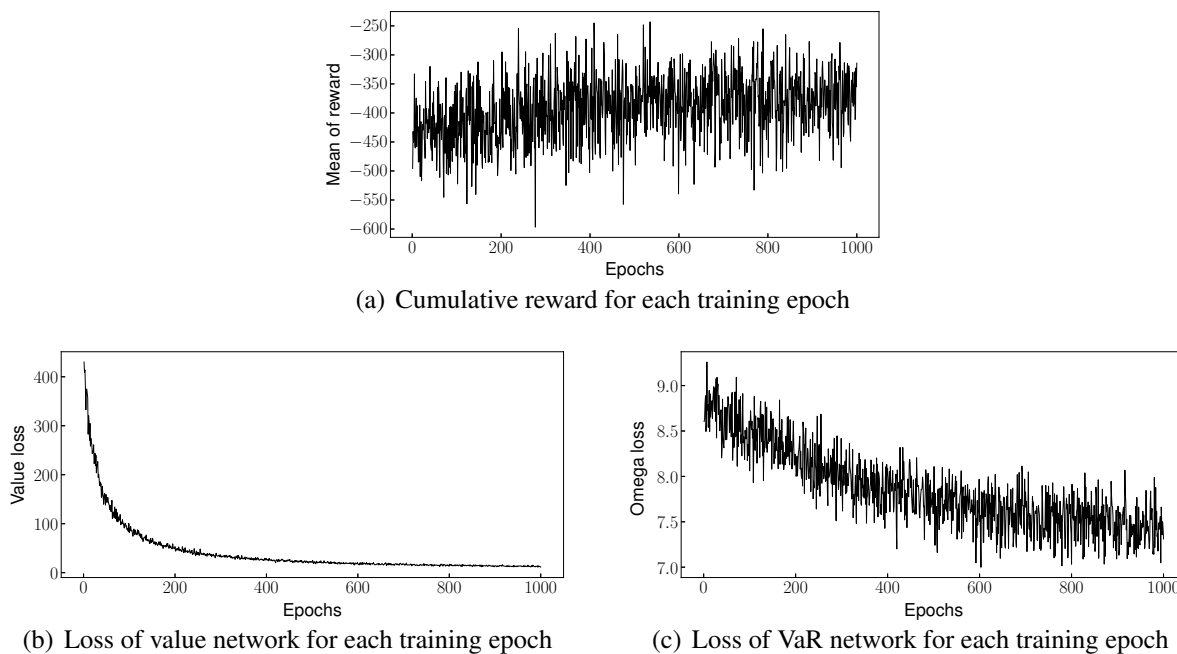 −250
−300
−350
−400
−450
−500
−550
−600
Mean of reward
0 200 400 600 800 1000
Epochs
(a) Cumulative reward for each training epoch
400
300
200
100
0
Value loss
0 200 400 600 800 1000
Epochs
(b) Loss of value network for each training epoch
9.0
8.5
8.0
7.5
7.0
Omega loss
0 200 400 600 800 1000
Epochs
(c) Loss of VaR network for each training epoch